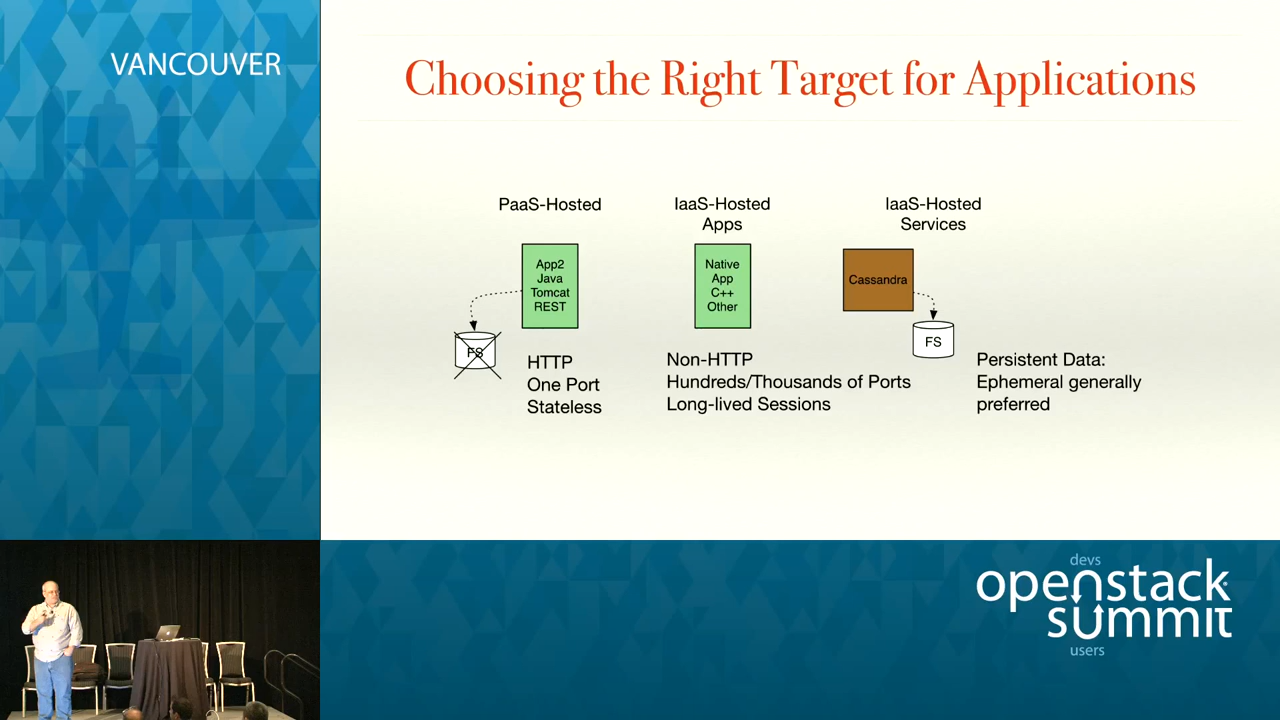 VANCOUVER
Choosing the Right Target for Applications
PaaS-Hosted
App2
Java
Tomcat
REST
FS
HTTP
One Port
Stateless
IaaS-Hosted
Apps
Native
App
C++
Other
Non-HTTP
Hundreds/Thousands of Ports
Long-lived Sessions
IaaS-Hosted
Services
Cassandra
FS
Persistent Data:
Ephemeral generally
preferred
devs
openstack
summit
users